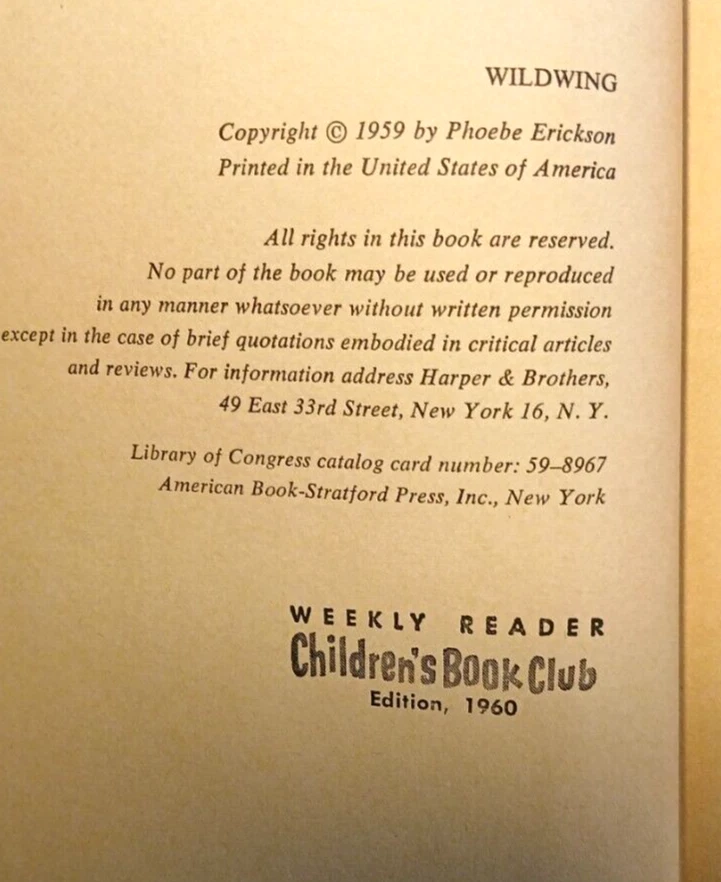 WILDWING
Copyright © 1959 by Phoebe Erickson
Printed in the United States of America
All rights in this book are reserved.
No part of the book may be used or reproduced
in any manner whatsoever without written permission
except in the case of brief quotations embodied in critical articles
and reviews. For information address Harper & Brothers,
49 East 33rd Street, New York 16, N. Y.
Library of Congress catalog card number: 59–8967
American Book-Stratford Press, Inc., New York
WEEKLY READER
Children's Book Club
Edition, 1960